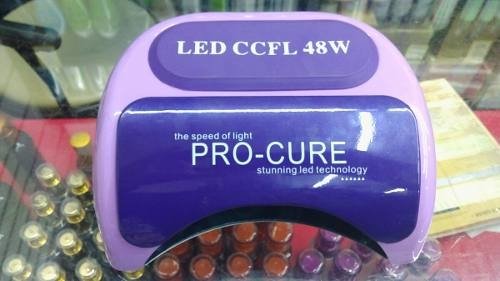 LED CCFL 48W
the speed of light
PRO-CURE
stunning led technology